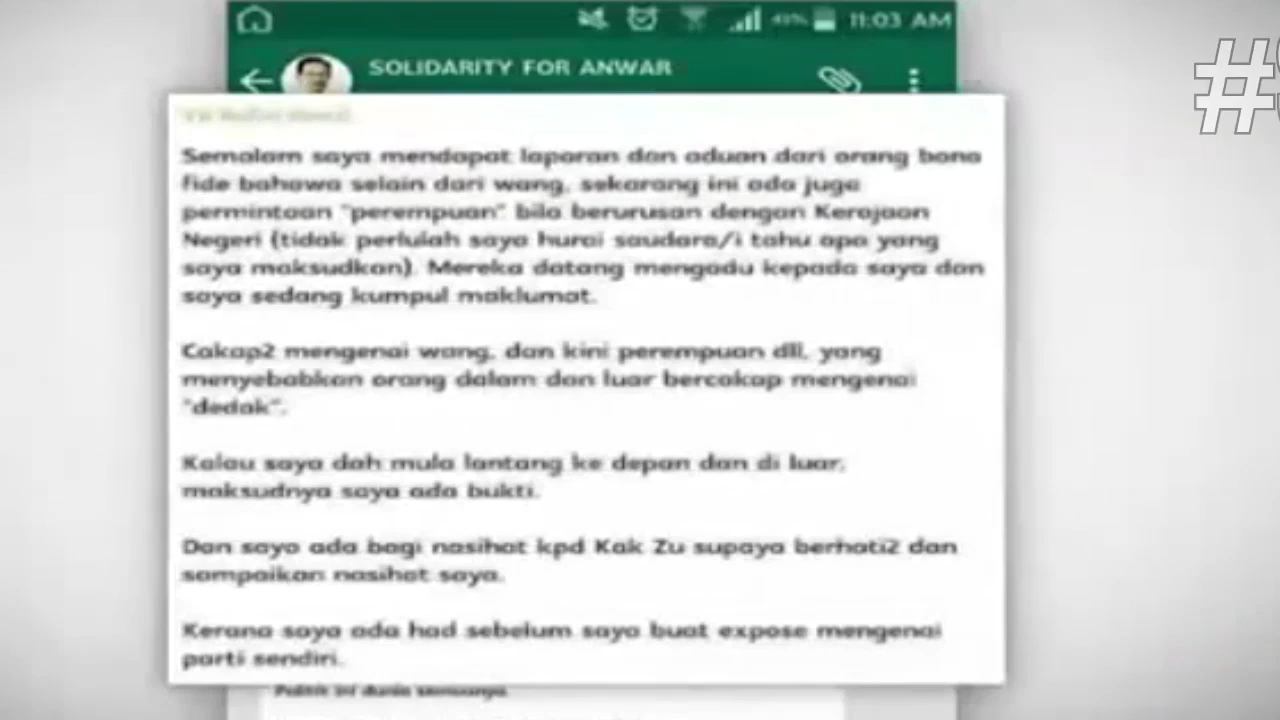 45% 11:03 AM
#
SOLIDARITY FOR ANWAR
Semalam saya mendapat laporan dan aduan dari orang bona
fide bahawa selain dari wang, sekarang ini ada juga
permintaan "perempuan" bila berurusan dengan Kerajaan
Negeri (tidak perlulah saya hurai saudara/i tahu apa yang
saya maksudkan). Mereka datang mengadu kepada saya dan
saya sedang kumpul maklumat.
Cakap2 mengenai wang, dan kini perempuan dll, yang
menyebabkan orang dalam dan luar bercakap mengenai
"dedak".
Kalau saya dah mula lantang ke depan dan di luar,
maksudnya saya ada bukti.
Dan saya ada bagi nasihat kpd Kak Zu supaya berhati2 dan
sampaikan nasihat saya.
Kerana saya ada had sebelum saya buat expose mengenai
parti sendiri.
Politik ini dunia semuanya